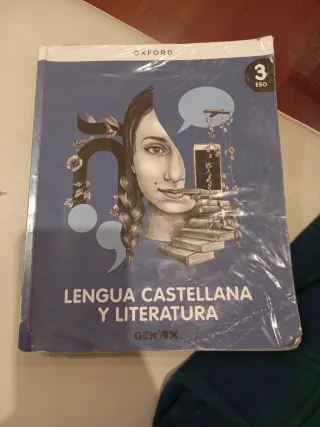 OXFORD
3
ESO
Ñ
LENGUA CASTELLANA
Y LITERATURA
GENiOX